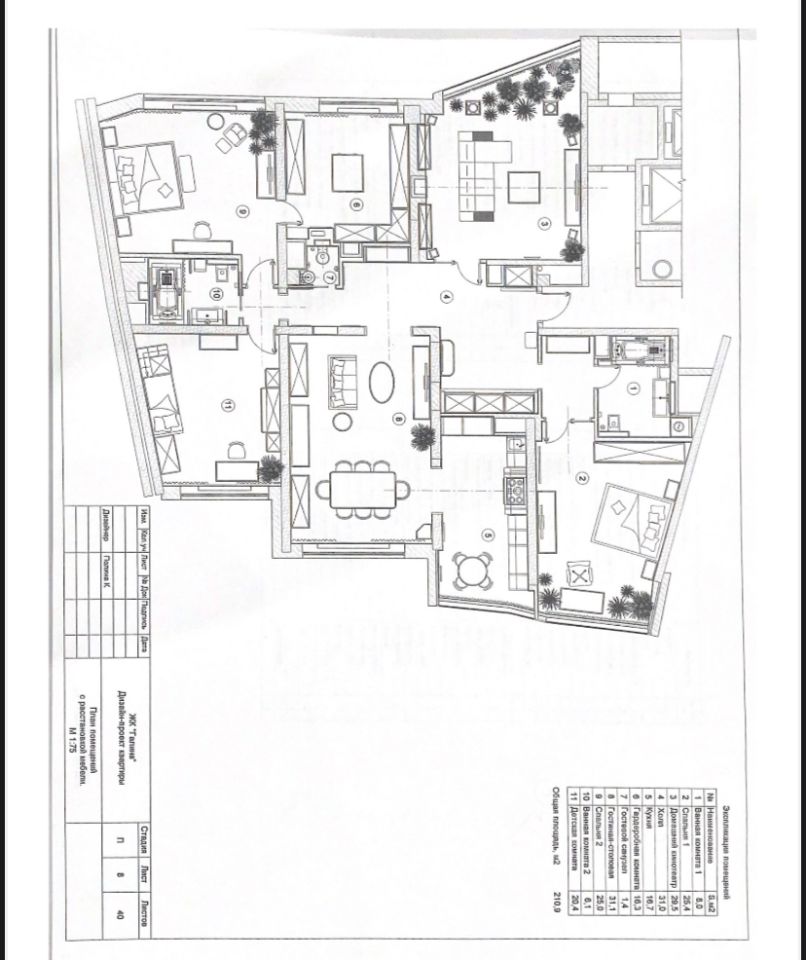 Экспликация помещений
№ Наименование S,м2
1 Ванная комната 1 8,0
2 Спальня 1 25,4
3 Домашний кинотеатр 29,5
4 Холл 31,0
5 Кухня 16,7
6 Гардеробная комната 16,3
7 Гостевой санузел 1,4
8 Гостиная-столовая 31,1
9 Спальня 2 25,0
10 Ванная комната 2 6,1
11 Детская комната 20,4
Общая площадь, м2 210,9
9
6
3
7
10
4
1
11
8
2
5
Изм. Кол.уч Лист № Док Подпись Дата
Дизайнер Полина К.
ЖК "Галина"
Дизайн-проект квартиры
Стадия Лист Листов
П 8 40
План помещений
с расстановкой мебели.
М 1:75